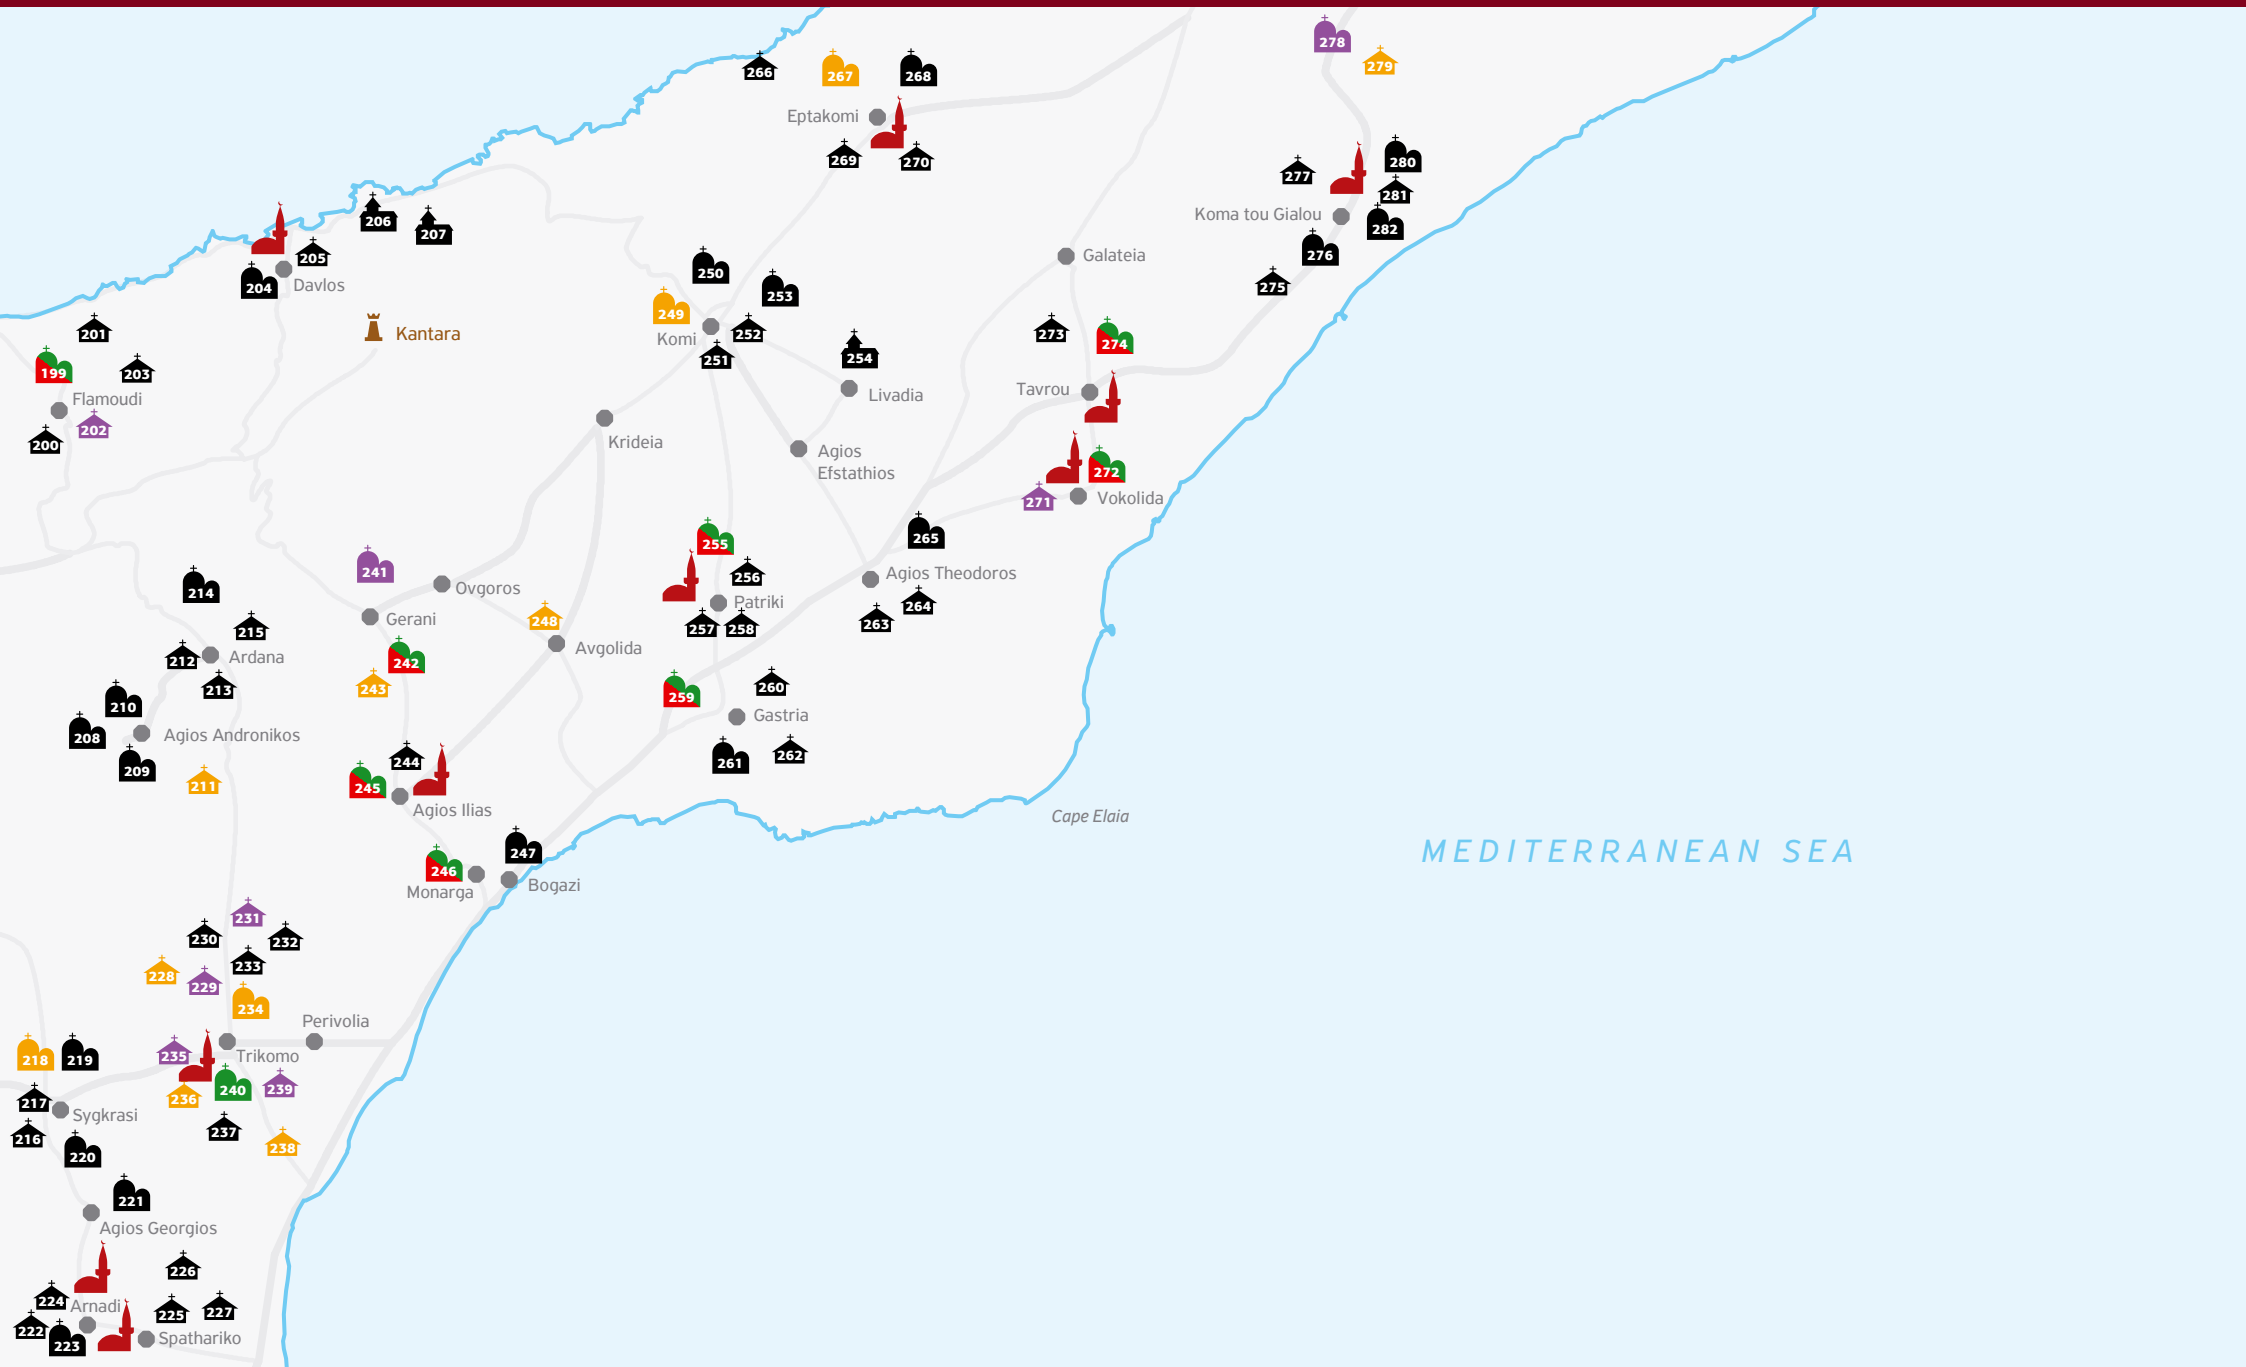 278
279
266
267
268
Eptakomi
269
270
277
280
281
Koma tou Gialou
282
276
275
206
207
205
204
Davlos
Kantara
201
199
203
Flamoudi
202
200
250
253
249
Komi
252
251
254
Livadia
Krideia
Agios
Efstathios
Galateia
273
274
Tavrou
272
271
Vokolida
265
Agios Theodoros
264
263
255
256
Patriki
257
258
259
260
Gastria
261
262
241
Ovgoros
Gerani
248
Avgolida
242
243
214
215
212
Ardana
213
210
208
Agios Andronikos
209
211
244
245
Agios Ilias
247
246
Monarga
Bogazi
Cape Elaia
MEDITERRANEAN SEA
231
230
232
233
228
229
234
Perivolia
218
219
235
Trikomo
236
240
239
217
Sygkrasi
216
237
238
220
221
Agios Georgios
226
224
Arnadi
225
227
222
223
Spathariko